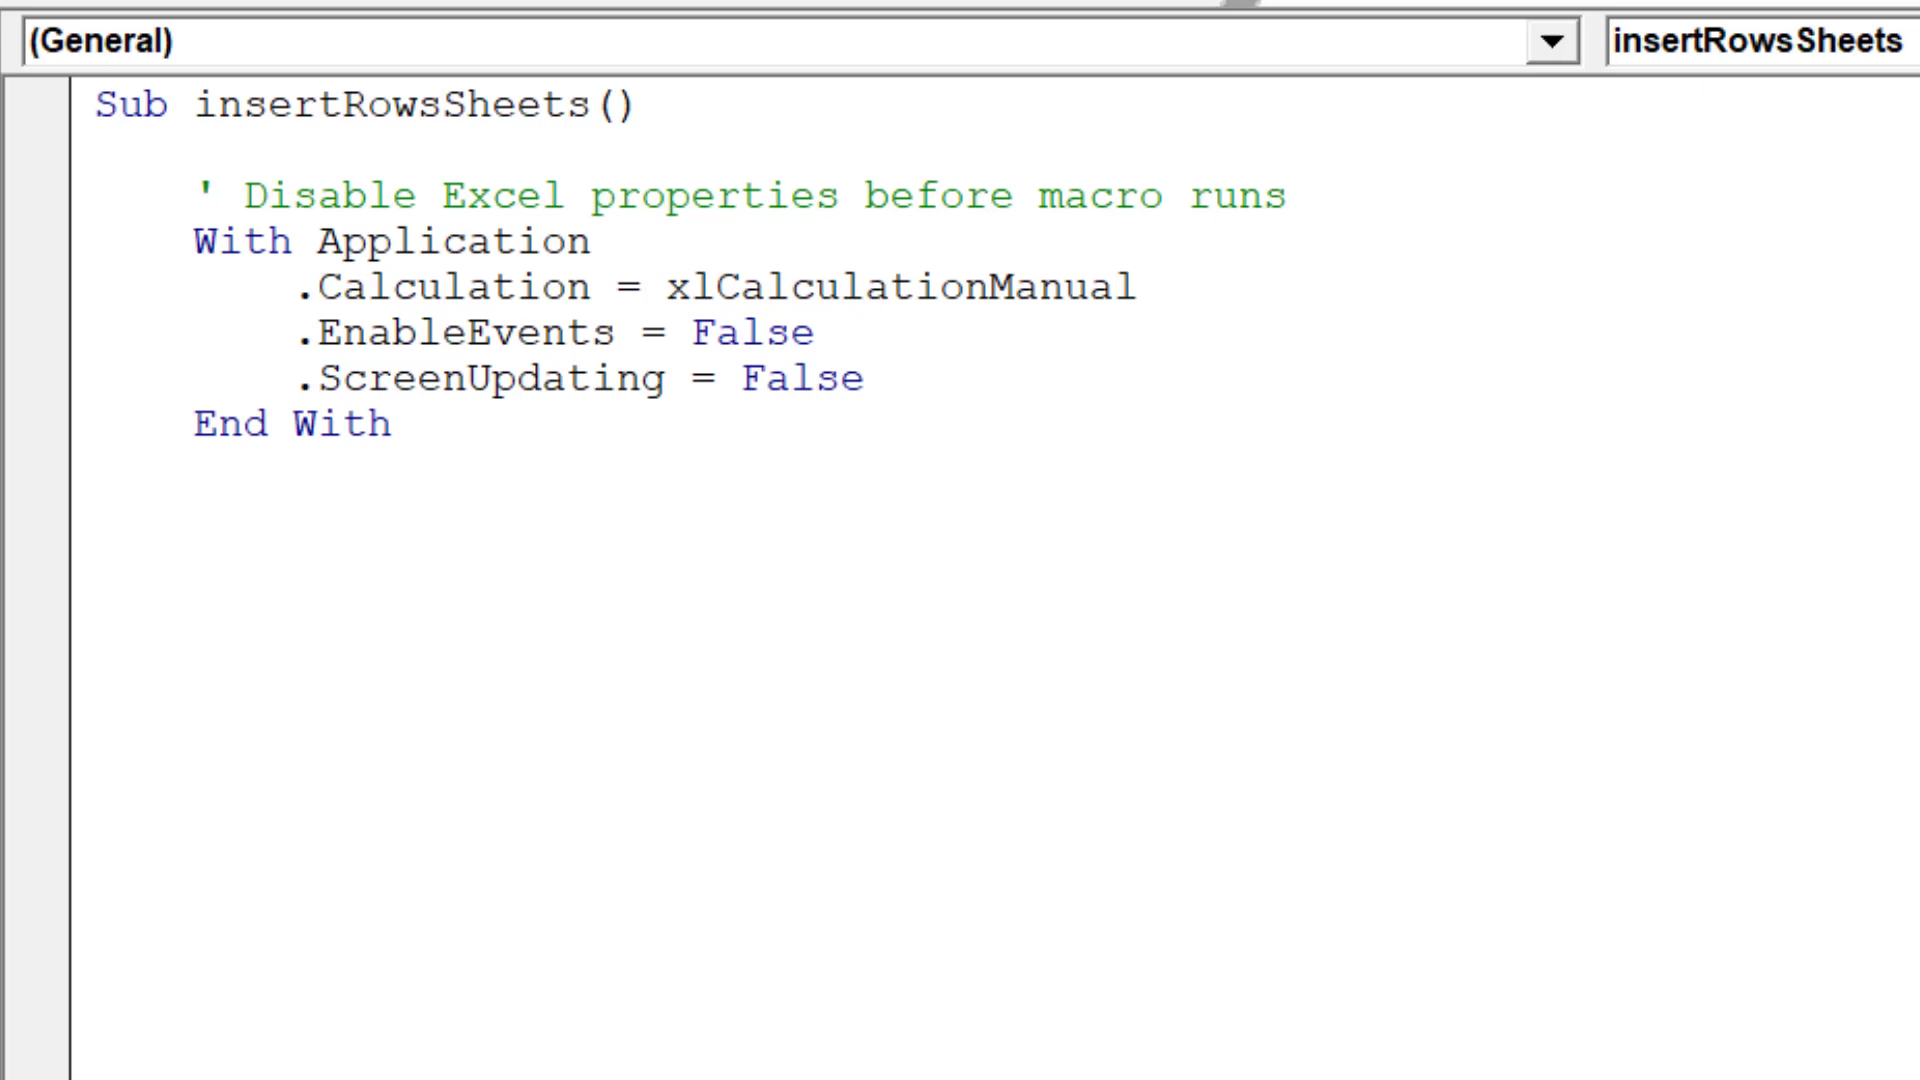 (General)
insertRowsSheets
Sub insertRowsSheets()
' Disable Excel properties before macro runs
With Application
.Calculation = xlCalculationManual
.EnableEvents = False
.ScreenUpdating = False
End With